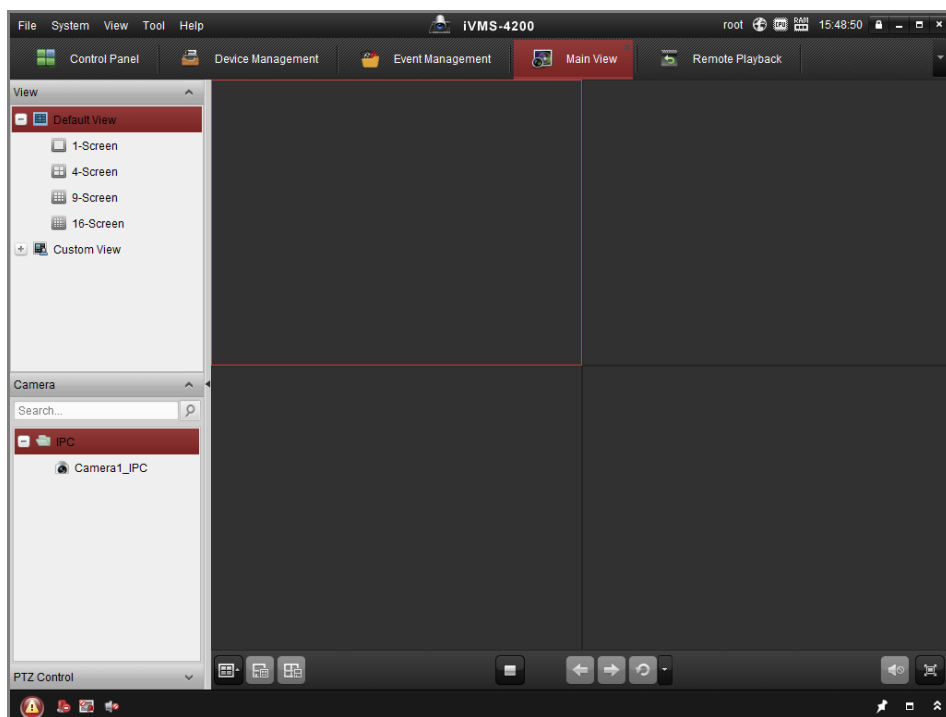 File System View Tool Help iVMS-4200 root CPU RAM 15:48:50
Control Panel Device Management Event Management Main View Remote Playback
View
Default View
1-Screen
4-Screen
9-Screen
16-Screen
Custom View
Camera
Search...
IPC
Camera1_IPC
PTZ Control